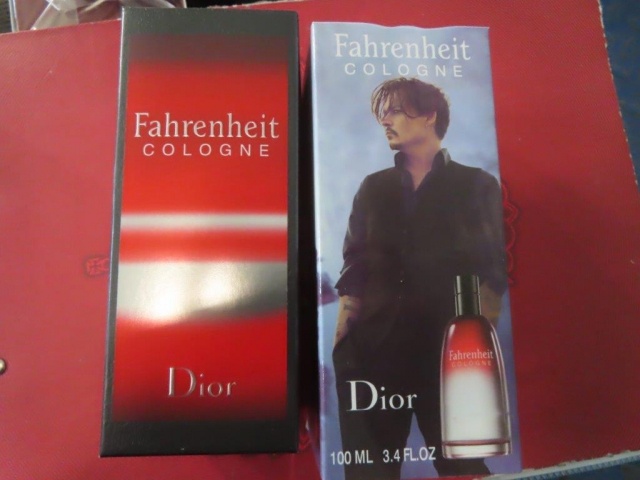 Fahrenheit
COLOGNE
Dior
Fahrenheit
COLOGNE
Fahrenheit
COLOGNE
Dior
100 ML 3.4 FL.OZ